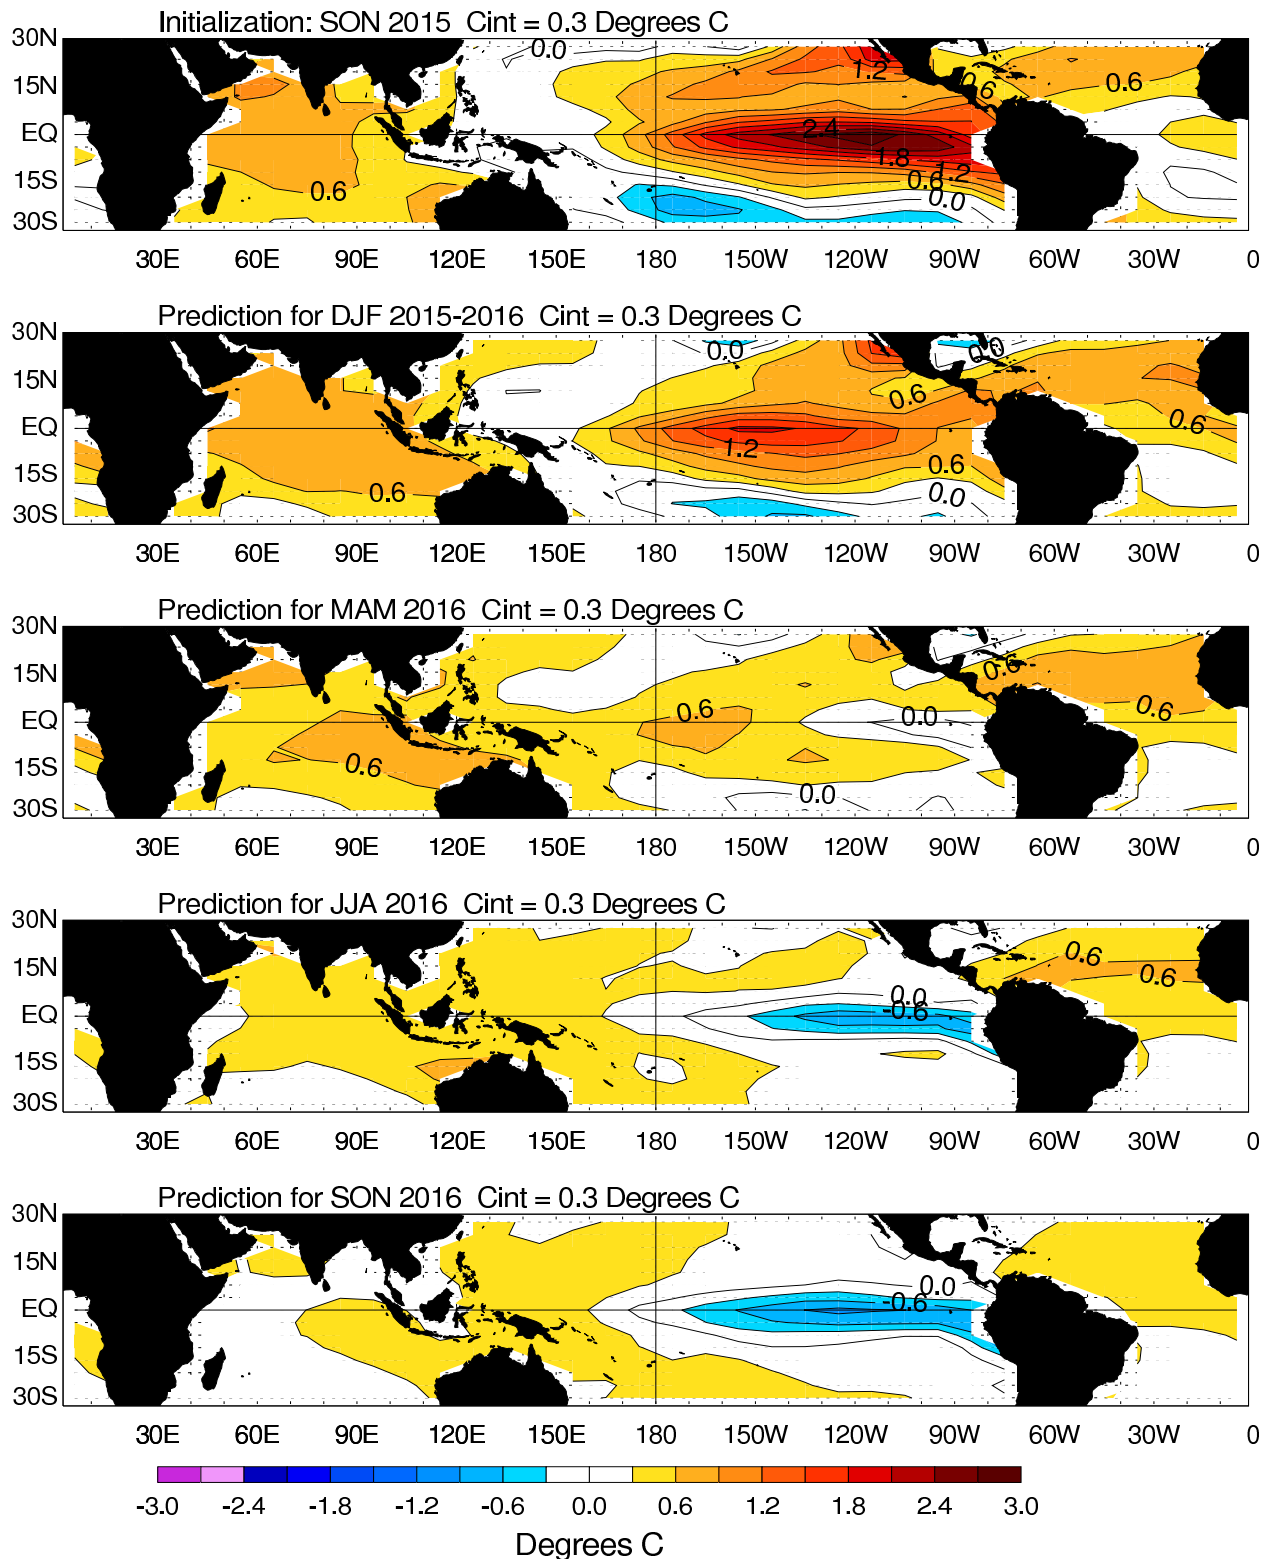 Initialization: SON 2015  Cint = 0.3 Degrees C
30N
15N
EQ
15S
30S
0.0
1.2
0.6
0.6
2.4
1.8
1.2
0.6
0.0
0.6
30E 60E 90E 120E 150E 180 150W 120W 90W 60W 30W 0
Prediction for DJF 2015-2016  Cint = 0.3 Degrees C
30N
15N
EQ
15S
30S
0.0
0.0
0.6
0.6
1.2
0.6
0.6
0.0
30E 60E 90E 120E 150E 180 150W 120W 90W 60W 30W 0
Prediction for MAM 2016  Cint = 0.3 Degrees C
30N
15N
EQ
15S
30S
0.6
0.6
0.6
0.0
0.6
0.0
30E 60E 90E 120E 150E 180 150W 120W 90W 60W 30W 0
Prediction for JJA 2016  Cint = 0.3 Degrees C
30N
15N
EQ
15S
30S
0.6
0.6
0.0
-0.6
30E 60E 90E 120E 150E 180 150W 120W 90W 60W 30W 0
Prediction for SON 2016  Cint = 0.3 Degrees C
30N
15N
EQ
15S
30S
0.0
-0.6
30E 60E 90E 120E 150E 180 150W 120W 90W 60W 30W 0
-3.0 -2.4 -1.8 -1.2 -0.6 0.0 0.6 1.2 1.8 2.4 3.0
Degrees C